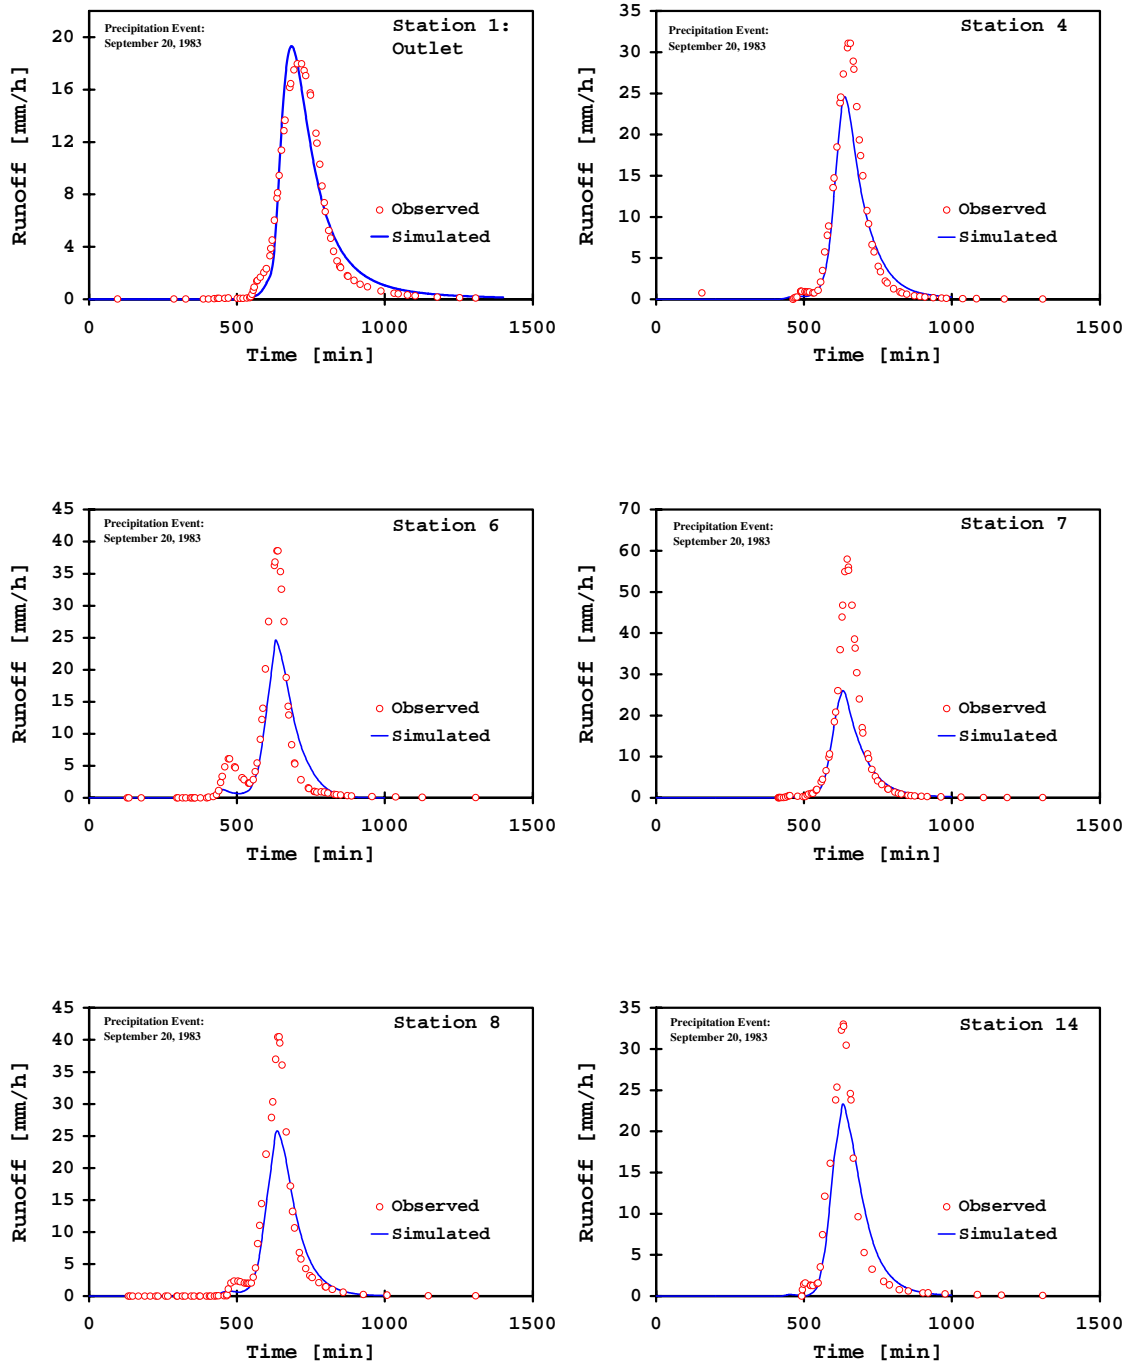 Precipitation Event:
September 20, 1983
Station 1:
Outlet
Runoff [mm/h]
20
16
12
8
4
0
Observed
Simulated
0 500 1000 1500
Time [min]
Precipitation Event:
September 20, 1983
Station 4
Runoff [mm/h]
35
30
25
20
15
10
5
0
Observed
Simulated
0 500 1000 1500
Time [min]
Precipitation Event:
September 20, 1983
Station 6
Runoff [mm/h]
45
40
35
30
25
20
15
10
5
0
Observed
Simulated
0 500 1000 1500
Time [min]
Precipitation Event:
September 20, 1983
Station 7
Runoff [mm/h]
70
60
50
40
30
20
10
0
Observed
Simulated
0 500 1000 1500
Time [min]
Precipitation Event:
September 20, 1983
Station 8
Runoff [mm/h]
45
40
35
30
25
20
15
10
5
0
Observed
Simulated
0 500 1000 1500
Time [min]
Precipitation Event:
September 20, 1983
Station 14
Runoff [mm/h]
35
30
25
20
15
10
5
0
Observed
Simulated
0 500 1000 1500
Time [min]